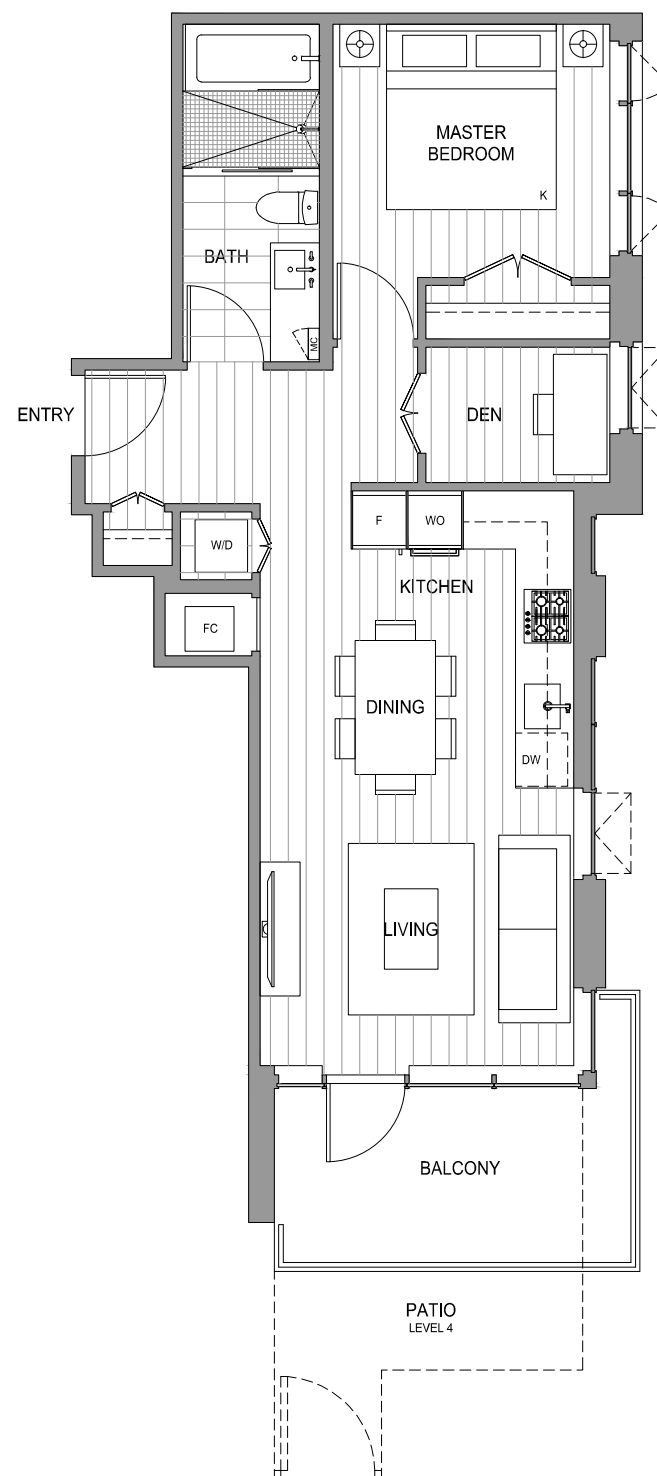 MASTER
BEDROOM
K
BATH
MC
ENTRY
DEN
F
WO
W/D
KITCHEN
FC
DINING
DW
LIVING
BALCONY
PATIO
LEVEL 4